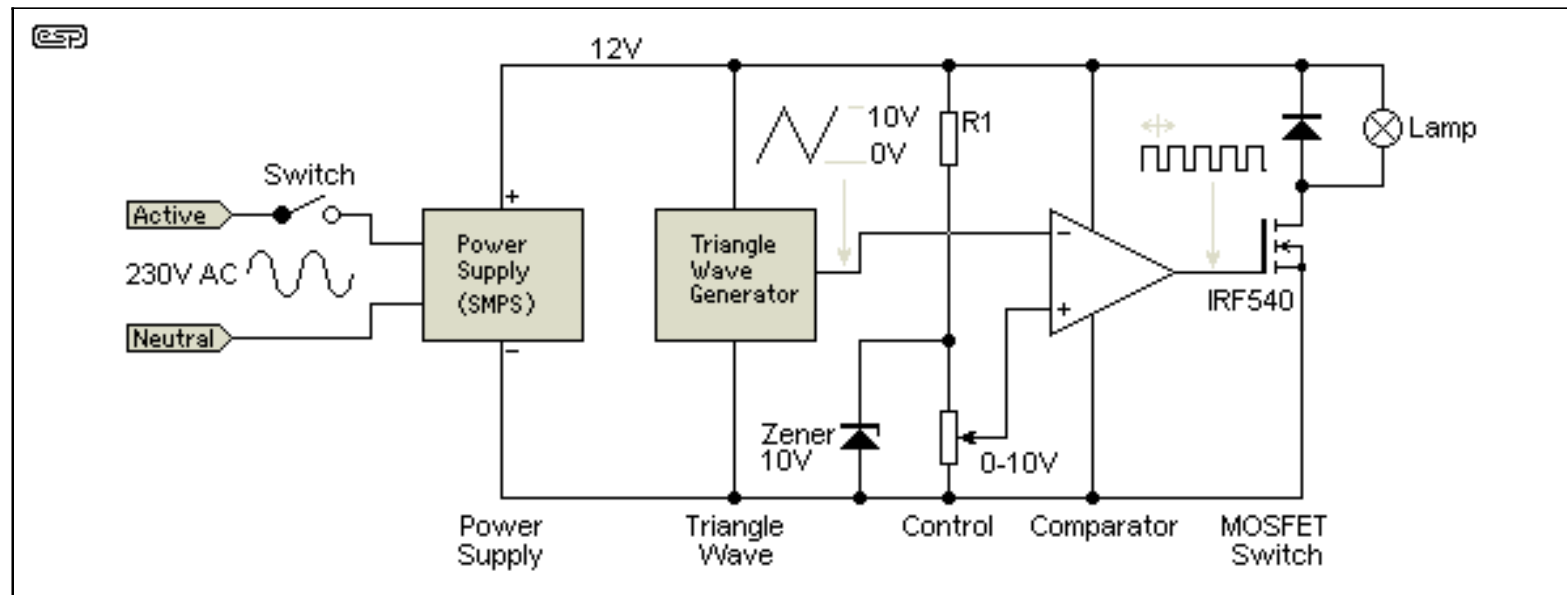 esp
12V
10V
0V
R1
Lamp
Switch
Active
+
Power
Supply
(SMPS)
Triangle
Wave
Generator
−
230V AC
+
IRF540
Neutral
−
Zener
10V
0-10V
Power
Supply
Triangle
Wave
Control
Comparator
MOSFET
Switch